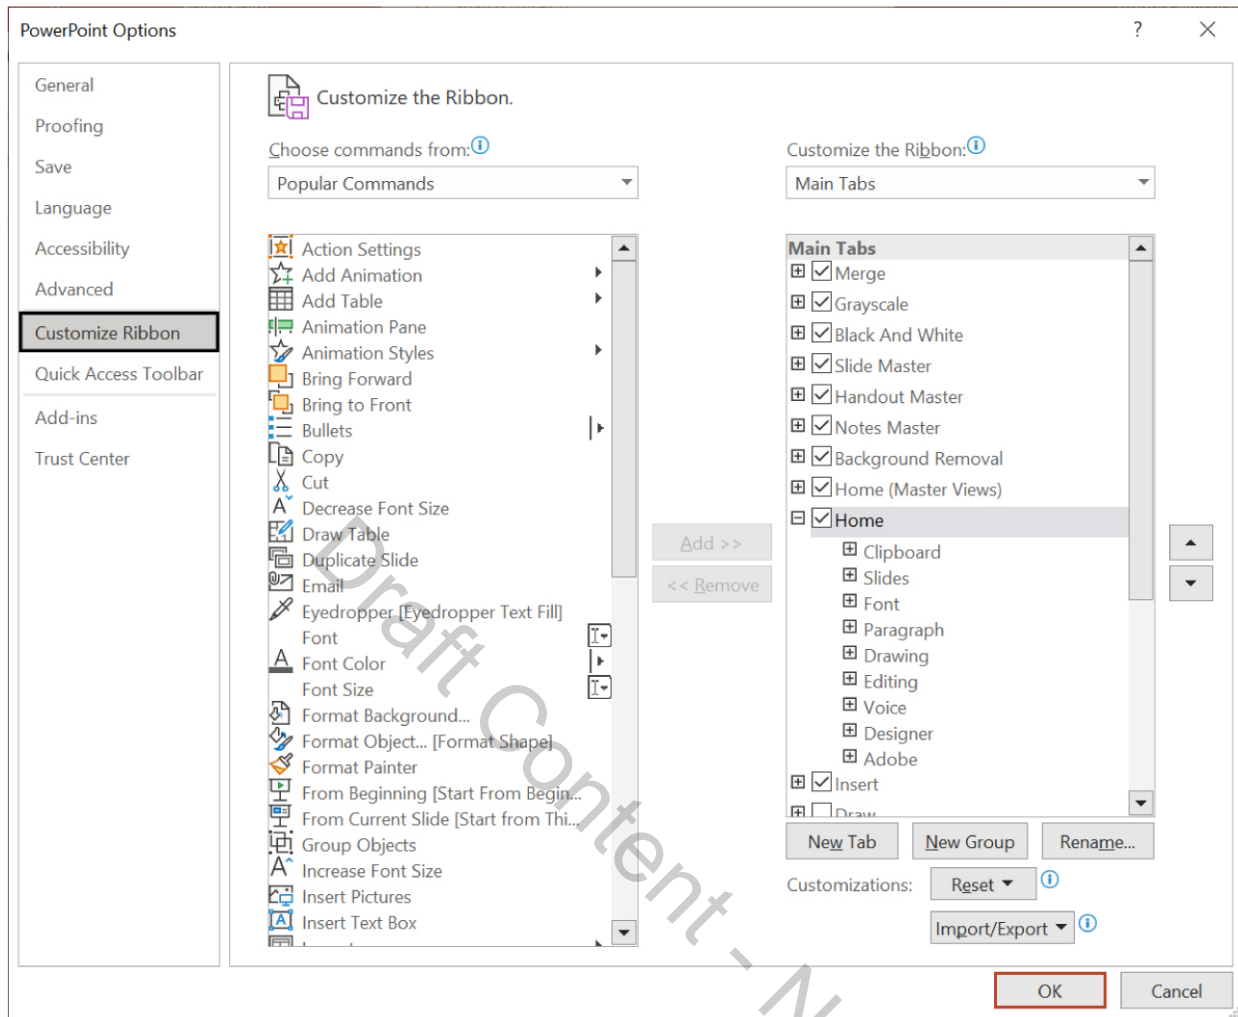 PowerPoint Options
?
General
Proofing
Save
Language
Accessibility
Advanced
Customize Ribbon
Quick Access Toolbar
Add-ins
Trust Center
Customize the Ribbon.
Choose commands from:
Popular Commands
Action Settings
Add Animation
Add Table
Animation Pane
Animation Styles
Bring Forward
Bring to Front
Bullets
Copy
Cut
Decrease Font Size
Draw Table
Duplicate Slide
Email
Eyedropper [Eyedropper Text Fill]
Font
Font Color
Font Size
Format Background...
Format Object... [Format Shape]
Format Painter
From Beginning [Start From Begin...
From Current Slide [Start from Thi...
Group Objects
Increase Font Size
Insert Pictures
Insert Text Box
Add >>
<< Remove
Customize the Ribbon:
Main Tabs
Main Tabs
Merge
Grayscale
Black And White
Slide Master
Handout Master
Notes Master
Background Removal
Home (Master Views)
Home
Clipboard
Slides
Font
Paragraph
Drawing
Editing
Voice
Designer
Adobe
Insert
Draw
New Tab
New Group
Rename...
Customizations:
Reset
Import/Export
OK
Cancel
Draft Content - N